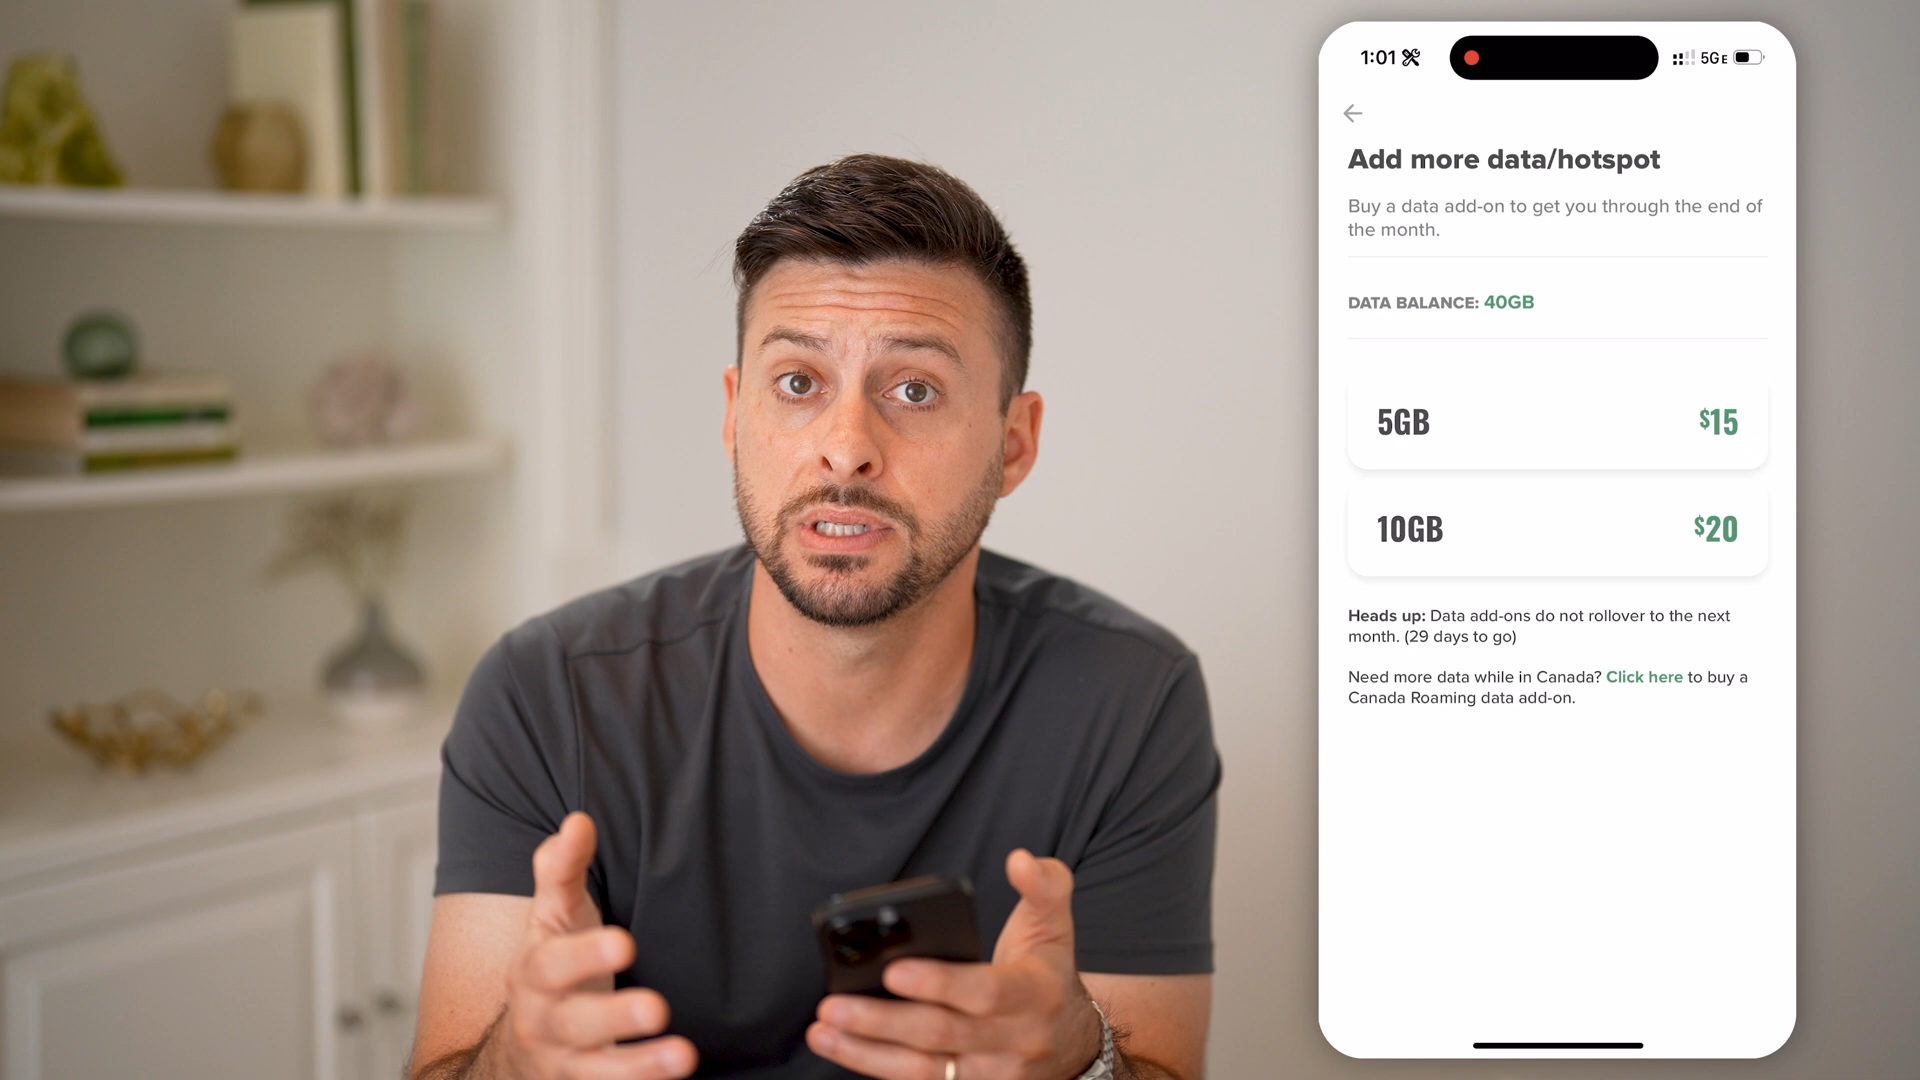 1:01
5GE
Add more data/hotspot
Buy a data add-on to get you through the end of
the month.
DATA BALANCE: 40GB
5GB $15
10GB $20
Heads up: Data add-ons do not rollover to the next
month. (29 days to go)
Need more data while in Canada? Click here to buy a
Canada Roaming data add-on.